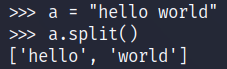 >>> a = "hello world"
>>> a.split()
['hello', 'world']